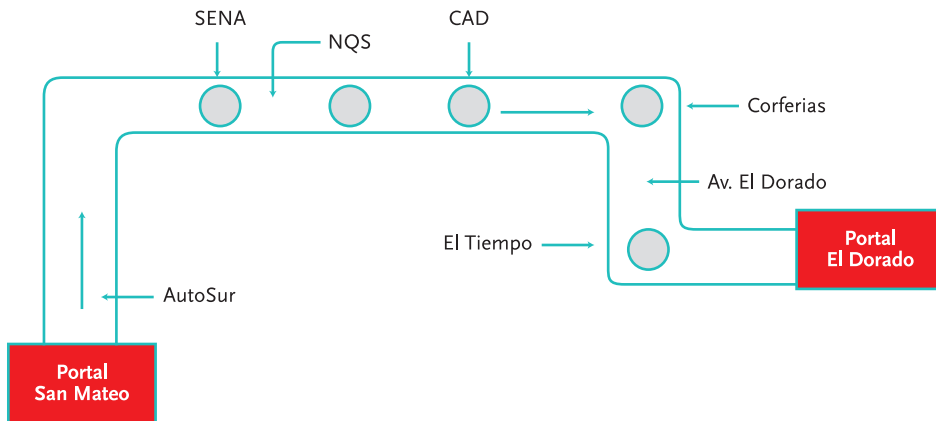 SENA
NQS
CAD
Corferias
Av. El Dorado
El Tiempo
Portal
El Dorado
AutoSur
Portal
San Mateo